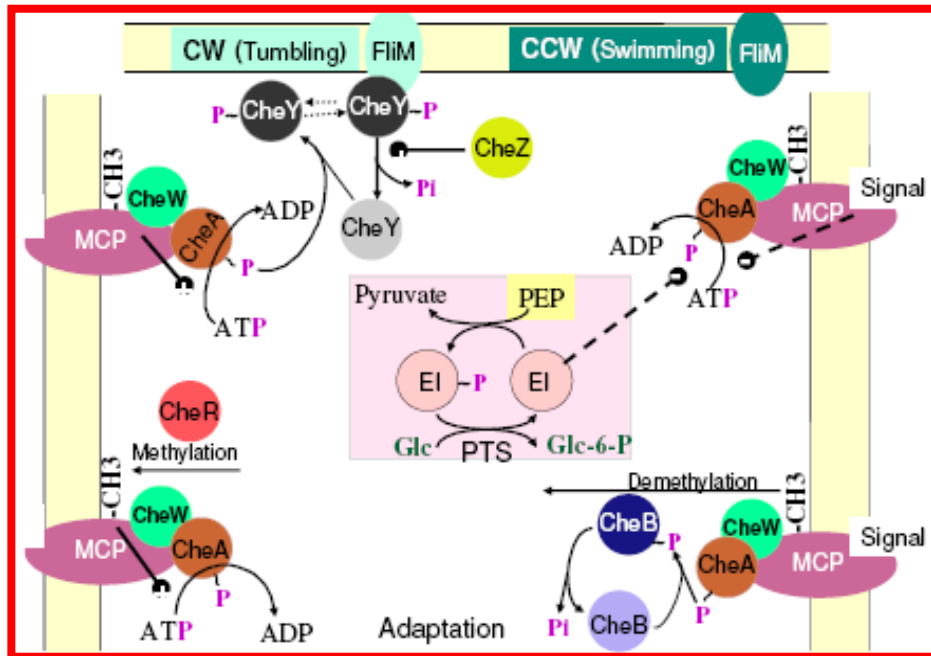 CW (Tumbling)
FliM
CCW (Swimming)
FliM
P~CheY
CheY~P
CheZ
Pi
CheY
-CH3
CheW
MCP
CheA
~P
ADP
ATP
-CH3
CheW
CheA
MCP
Signal
P
ADP
ATP
Pyruvate
PEP
EI
~P
EI
Glc
PTS
Glc-6-P
CheR
Methylation
-CH3
CheW
MCP
CheA
P
ATP
ADP
Adaptation
Demethylation
-CH3
CheB
P
CheW
CheA
MCP
Signal
P
Pi
CheB